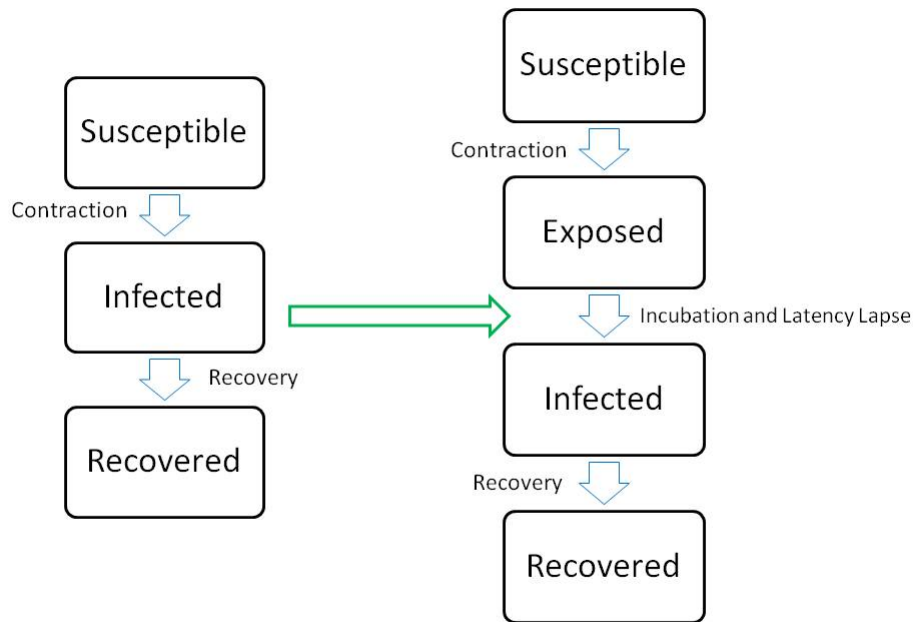 Susceptible
Contraction
Infected
Recovery
Recovered
Susceptible
Contraction
Exposed
Incubation and Latency Lapse
Infected
Recovery
Recovered